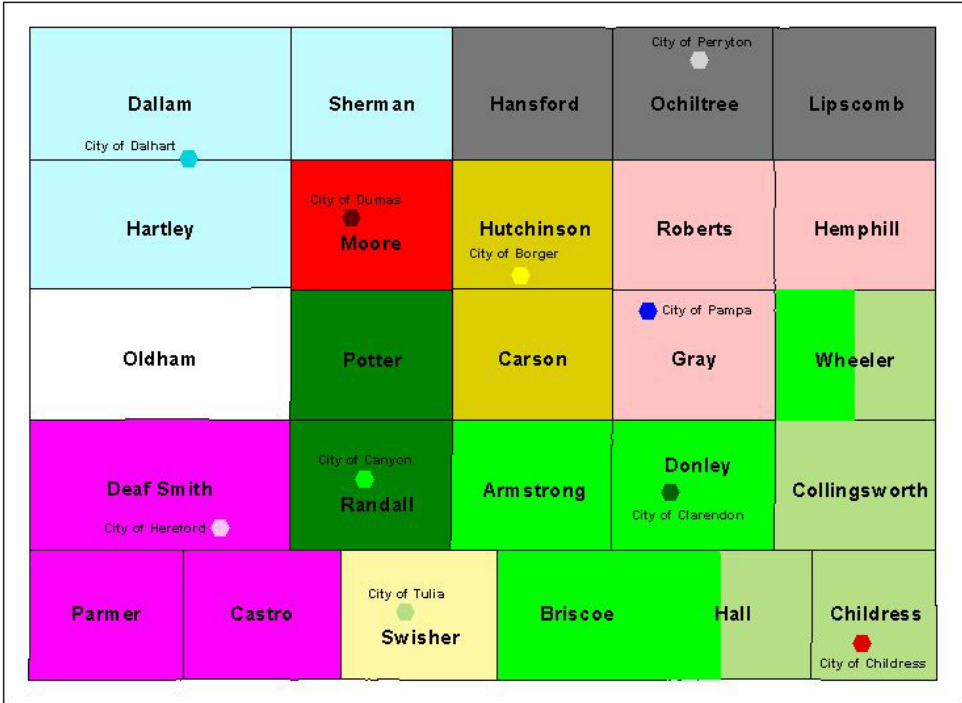 City of Perryton
Dallam
Sherman
Hansford
Ochiltree
Lipscomb
City of Dalhart
City of Dumas
Hartley
Moore
Hutchinson
Roberts
Hemphill
City of Borger
City of Pampa
Oldham
Potter
Carson
Gray
Wheeler
City of Canyon
Donley
Deaf Smith
Randall
Armstrong
Collingsworth
City of Hereford
City of Clarendon
City of Tulia
Parmer
Castro
Swisher
Briscoe
Hall
Childress
City of Childress